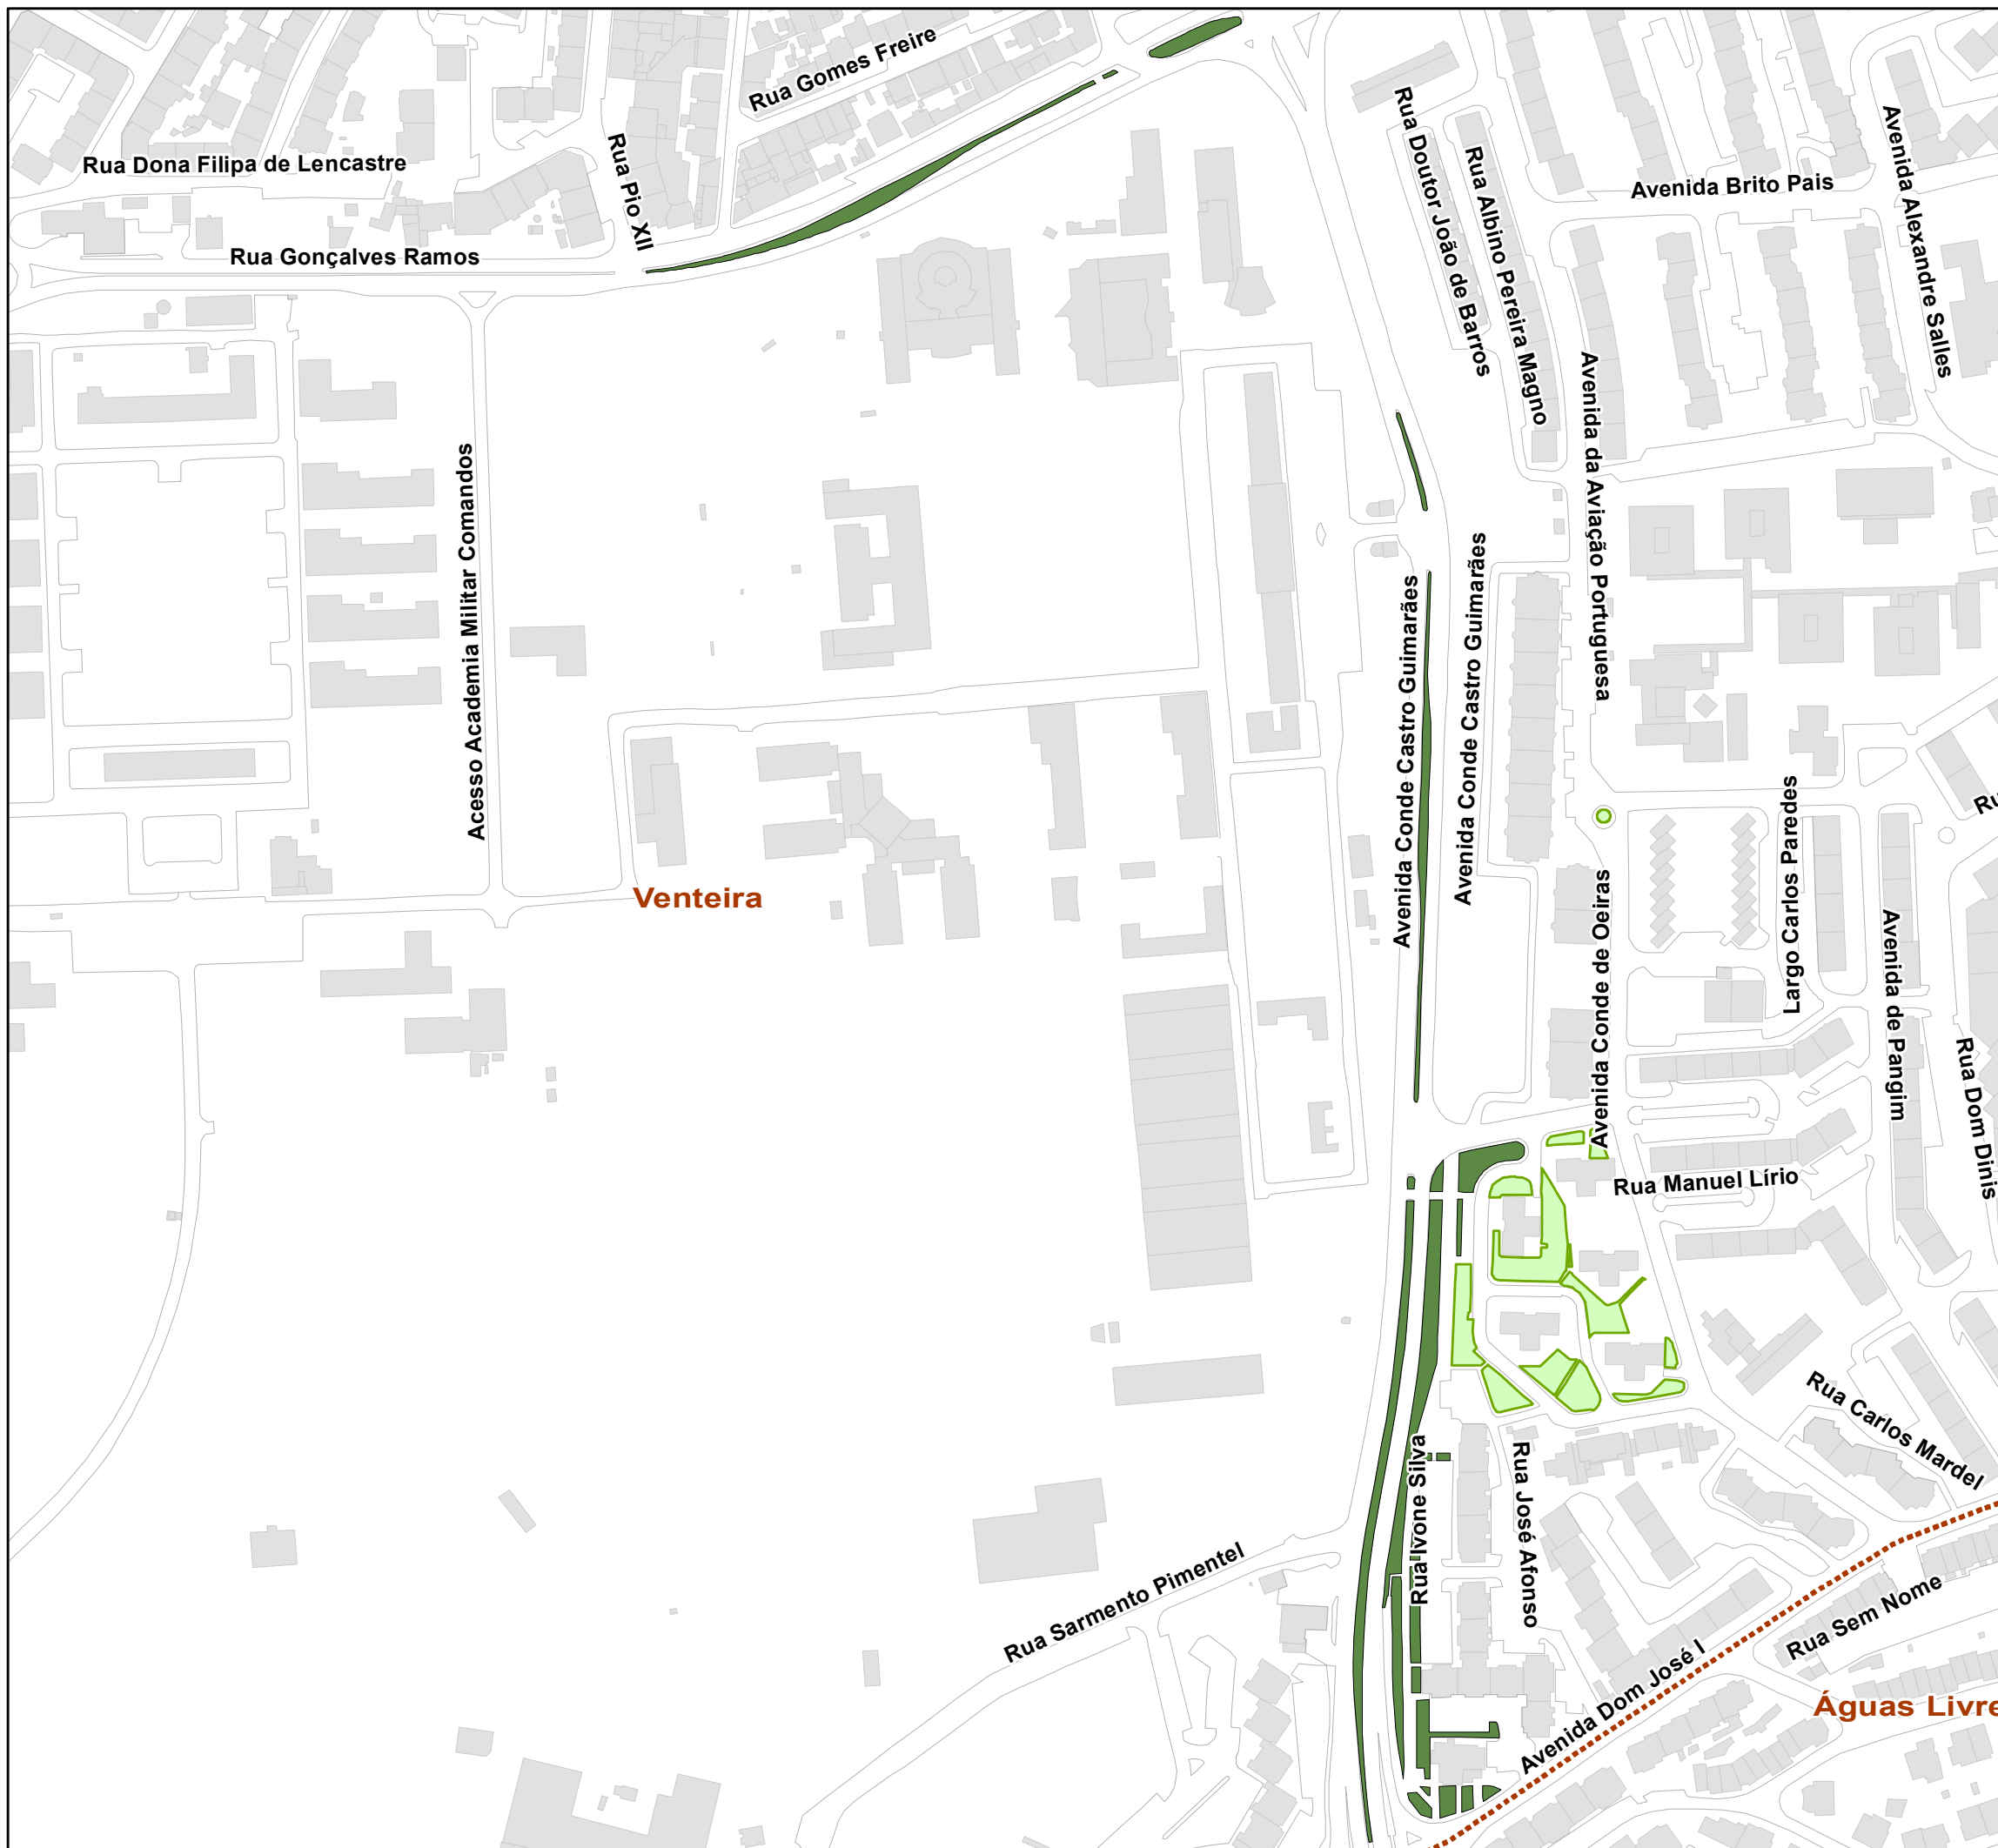 Rua Gomes Freire
Rua Dona Filipa de Lencastre
Rua Pio XII
Rua Gonçalves Ramos
Rua Doutor João de Barros
Rua Albino Pereira Magno
Avenida Brito Pais
Avenida Alexandre Salles
Avenida da Aviação Portuguesa
Acesso Academia Militar Comandos
Avenida Conde Castro Guimarães
Avenida Conde Castro Guimarães
Venteira
Avenida Conde de Oeiras
Largo Carlos Paredes
Ru
Avenida de Pangim
Rua Dom Dinis
Rua Manuel Lírio
Rua Carlos Mardel
Rua Ivone Silva
Rua José Afonso
Rua Sarmento Pimentel
Rua Sem Nome
Avenida Dom José I
Águas Livre